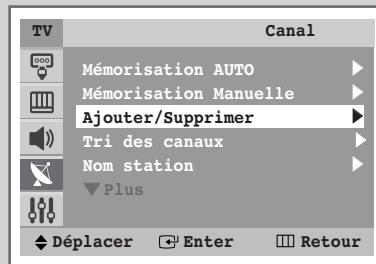 TV Canal
Mémorisation AUTO
Mémorisation Manuelle
Ajouter/Supprimer
Tri des canaux
Nom station
▼Plus
Déplacer Enter Retour